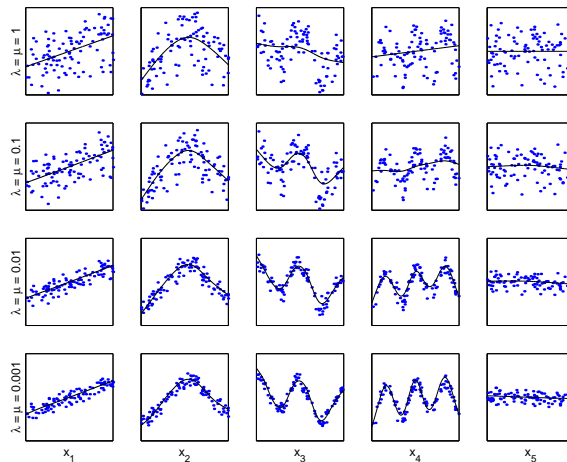 λ = μ = 1
λ = μ = 0.1
λ = μ = 0.01
λ = μ = 0.001
x₁ x₂ x₃ x₄ x₅